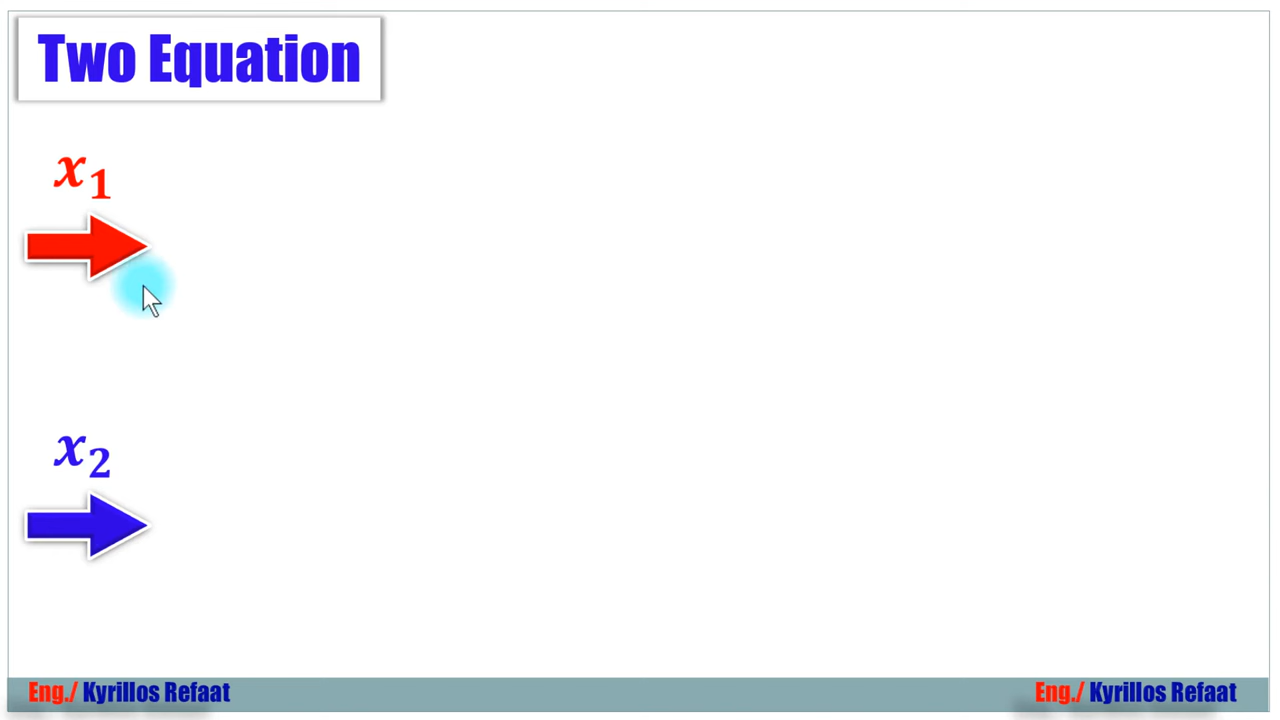 Two Equation
x₁
x₂
Eng./ Kyrillos Refaat
Eng./ Kyrillos Refaat